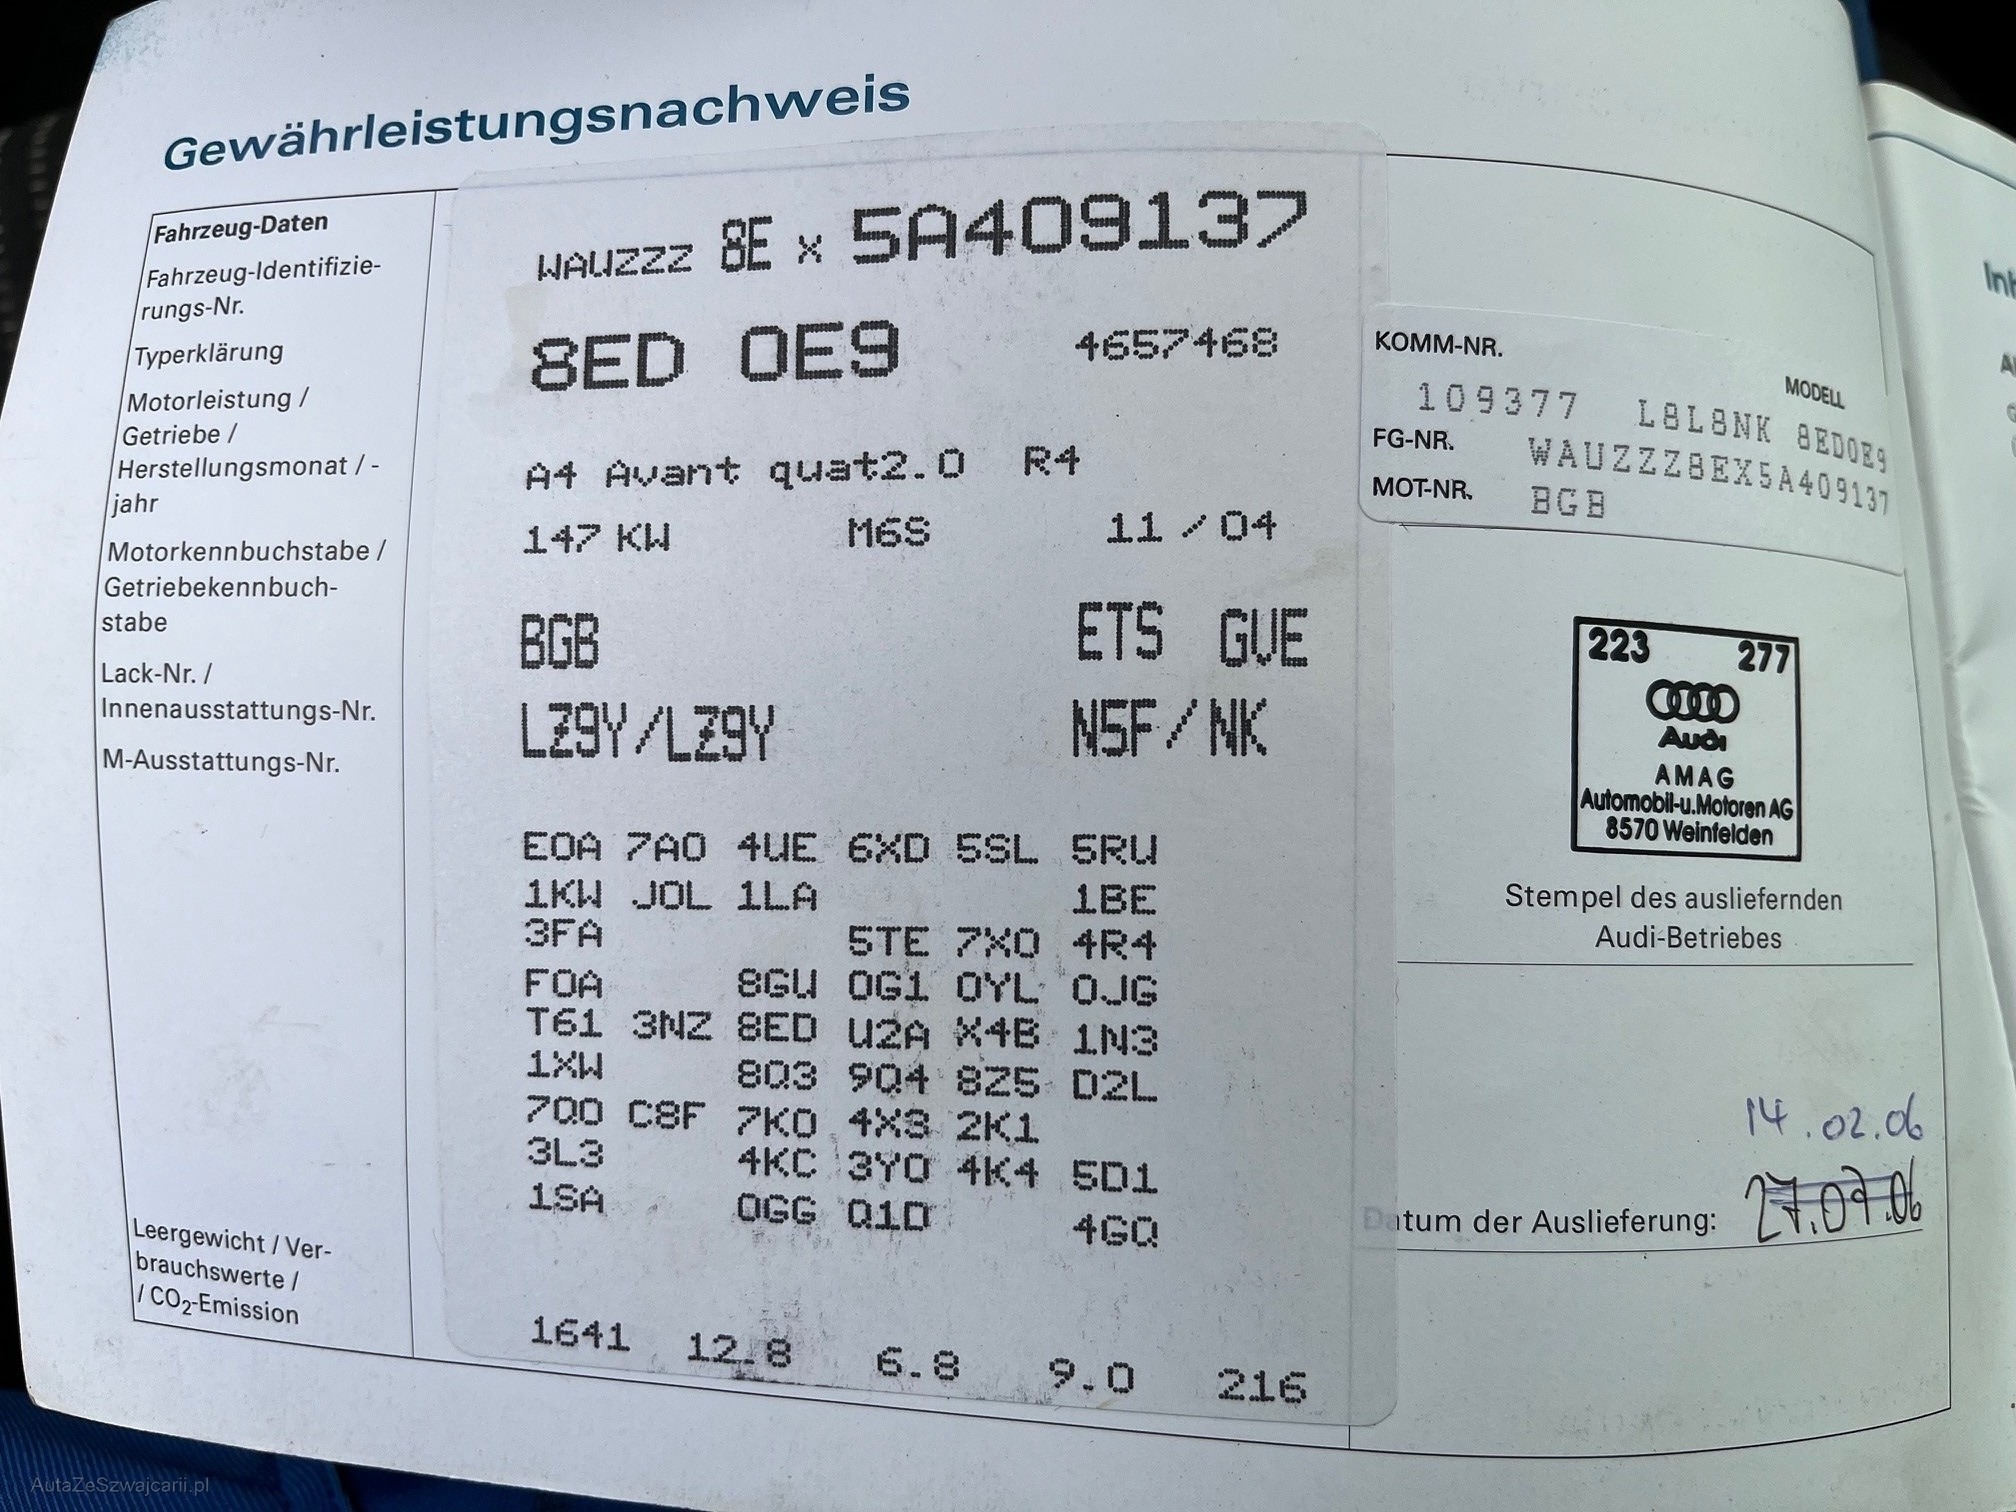 Gewährleistungsnachweis
Fahrzeug-Daten
Fahrzeug-Identifizie-
rungs-Nr.
Typerklärung
Motorleistung /
Getriebe /
Herstellungsmonat / -
jahr
Motorkennbuchstabe /
Getriebekennbuch-
stabe
Lack-Nr. /
Innenausstattungs-Nr.
M-Ausstattungs-Nr.
Leergewicht / Ver-
brauchswerte /
/ CO2-Emission
WAUZZZ 8E X 5A409137
8ED 0E9 4657468
A4 Avant quat2.0 R4
147 KW M6S 11 / 04
BGB ETS GVE
LZ9Y/LZ9Y N5F / NK
E0A 7A0 4UE 6XD 5SL 5RU
1KW J0L 1LA 1BE
3FA 5TE 7X0 4R4
F0A 8GU 0G1 0YL 0JG
T61 3NZ 8ED U2A X4B 1N3
1XW 8Q3 9Q4 8Z5 D2L
7Q0 C8F 7K0 4X3 2K1
3L3 4KC 3Y0 4K4 5D1
1SA 0GG Q1D 4GQ
1641 12.8 6.8 9.0 216
KOMM-NR.
MODELL
109377 L8L8NK 8ED0E9
FG-NR. WAUZZZ8EX5A409137
MOT-NR. BGB
223 277
Audi
AMAG
Automobil-u.Motoren AG
8570 Weinfelden
Stempel des ausliefernden
Audi-Betriebes
14.02.06
Datum der Auslieferung: 27.07.06
Inh
AutaZeSzwajcarii.pl